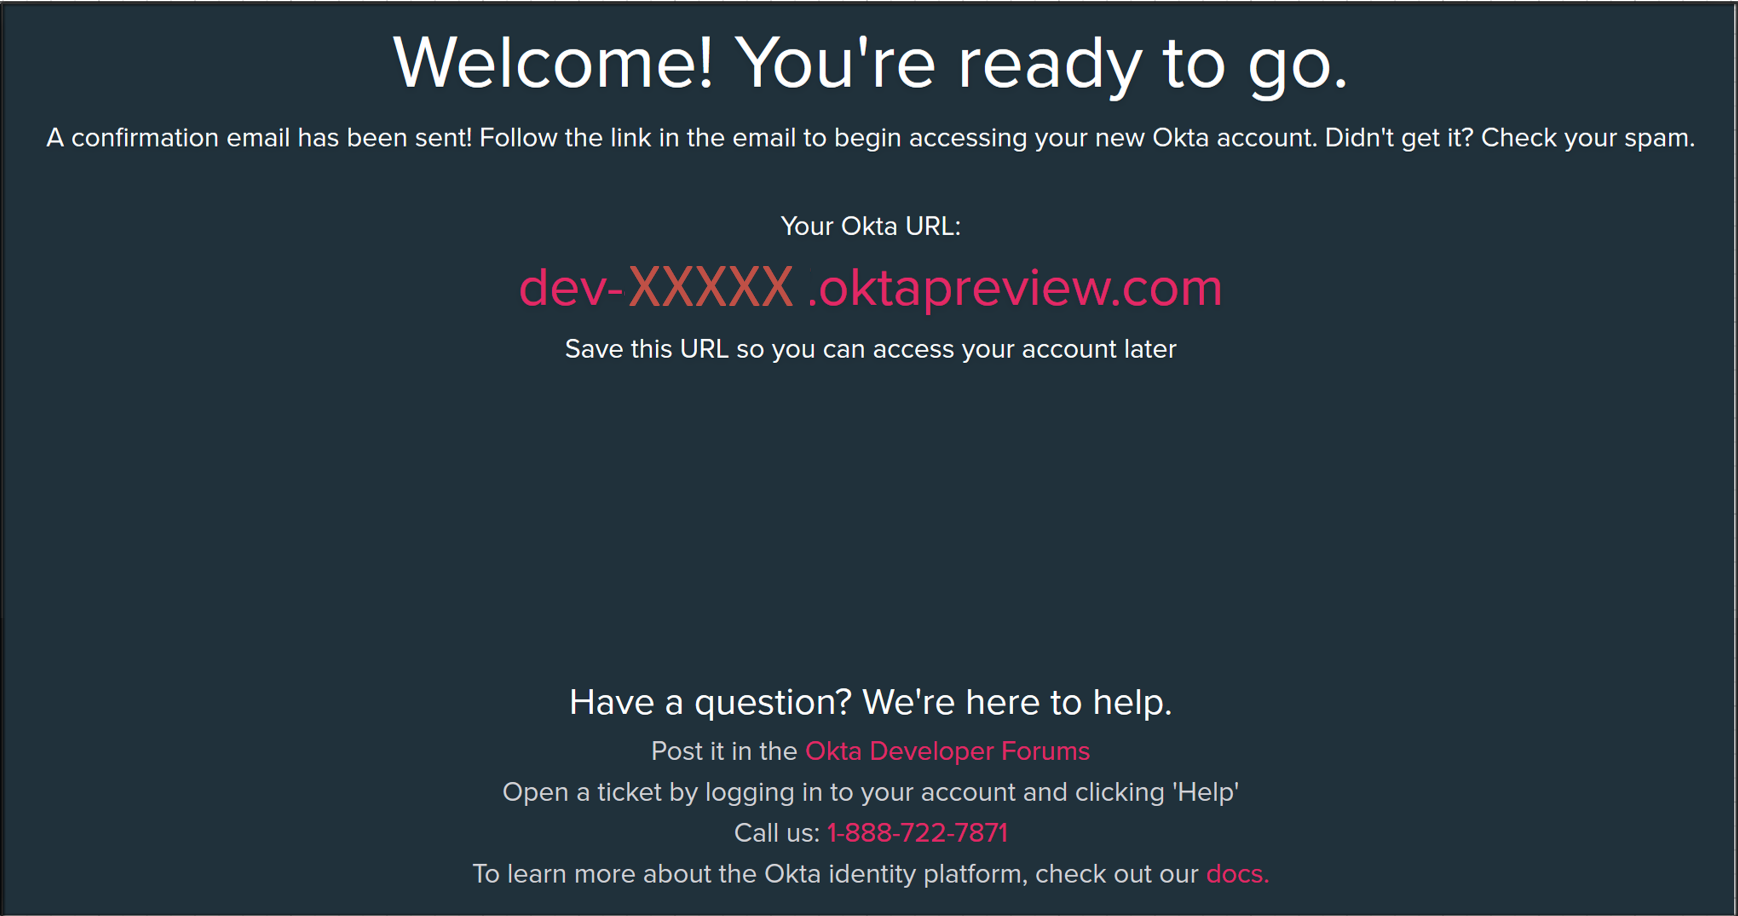 Welcome! You're ready to go.
A confirmation email has been sent! Follow the link in the email to begin accessing your new Okta account. Didn't get it? Check your spam.
Your Okta URL:
dev-XXXXX .oktapreview.com
Save this URL so you can access your account later
Have a question? We're here to help.
Post it in the Okta Developer Forums
Open a ticket by logging in to your account and clicking 'Help'
Call us: 1-888-722-7871
To learn more about the Okta identity platform, check out our docs.